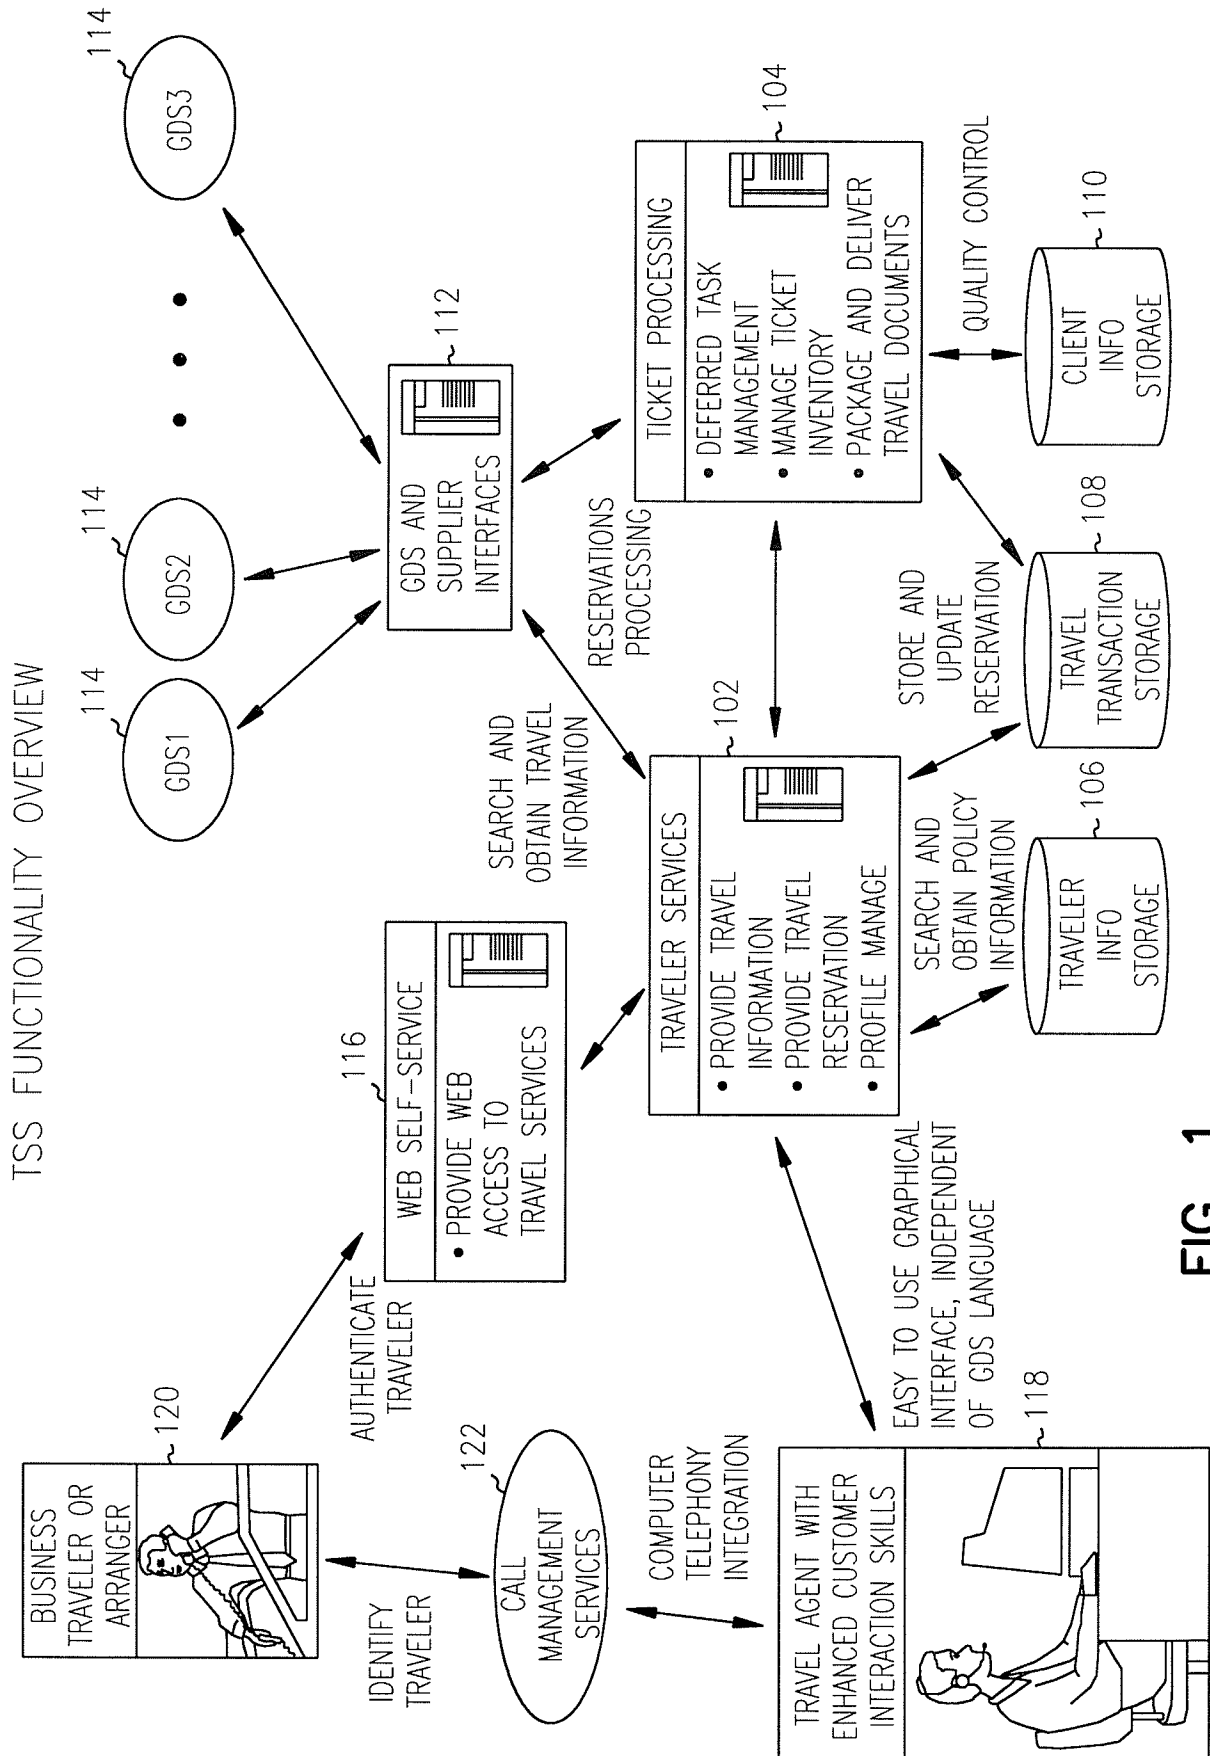 TSS FUNCTIONALITY OVERVIEW
BUSINESS
TRAVELER OR
ARRANGER
120
IDENTIFY
TRAVELER
AUTHENTICATE
TRAVELER
122
CALL
MANAGEMENT
SERVICES
COMPUTER
TELEPHONY
INTEGRATION
TRAVEL AGENT WITH
ENHANCED CUSTOMER
INTERACTION SKILLS
118
EASY TO USE GRAPHICAL
INTERFACE, INDEPENDENT
OF GDS LANGUAGE
116
WEB SELF-SERVICE
• PROVIDE WEB
ACCESS TO
TRAVEL SERVICES
114
GDS1
114
GDS2
• • •
114
GDS3
112
GDS AND
SUPPLIER
INTERFACES
SEARCH AND
OBTAIN TRAVEL
INFORMATION
RESERVATIONS
PROCESSING
102
TRAVELER SERVICES
• PROVIDE TRAVEL
INFORMATION
• PROVIDE TRAVEL
RESERVATION
• PROFILE MANAGE
104
TICKET PROCESSING
• DEFERRED TASK
MANAGEMENT
• MANAGE TICKET
INVENTORY
• PACKAGE AND DELIVER
TRAVEL DOCUMENTS
SEARCH AND
OBTAIN POLICY
INFORMATION
STORE AND
UPDATE
RESERVATION
QUALITY CONTROL
106
TRAVELER
INFO
STORAGE
108
TRAVEL
TRANSACTION
STORAGE
110
CLIENT
INFO
STORAGE
FIG. 1